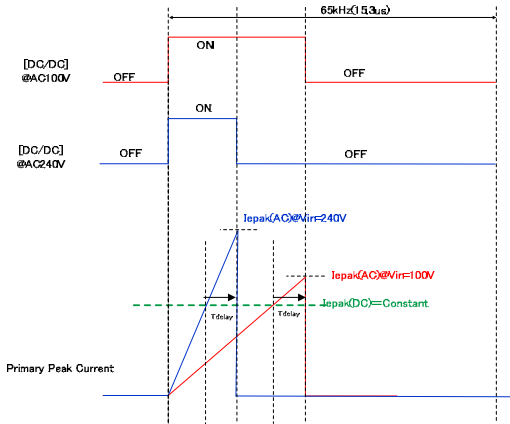 65kHz(15.3us)
ON
[DC/DC]
@AC100V
OFF
OFF
ON
[DC/DC]
@AC240V
OFF
OFF
Iepak(AC)@Vin=240V
Iepak(AC)@Vin=100V
Iepak(DC)=Constant
Tdelay
Tdelay
Primary Peak Current